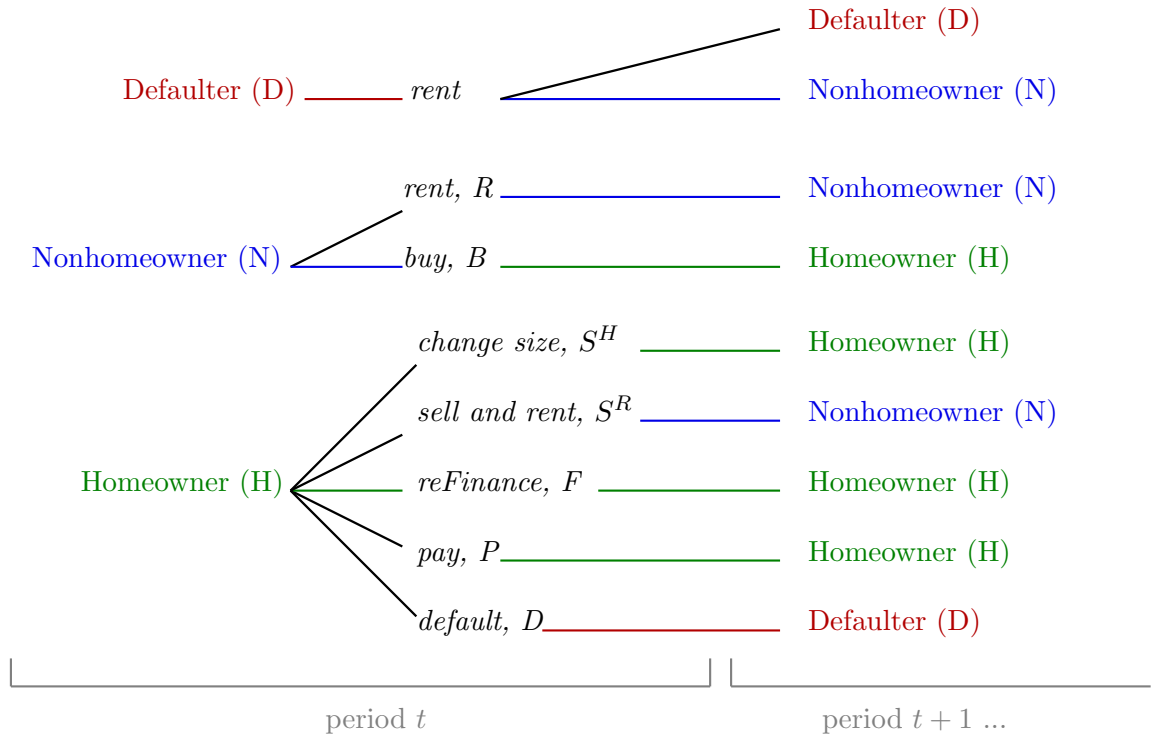 Defaulter (D)
Defaulter (D) rent Nonhomeowner (N)
rent, R Nonhomeowner (N)
Nonhomeowner (N) buy, B Homeowner (H)
change size, S^H Homeowner (H)
sell and rent, S^R Nonhomeowner (N)
Homeowner (H) reFinance, F Homeowner (H)
pay, P Homeowner (H)
default, D Defaulter (D)
period t period t + 1 ...